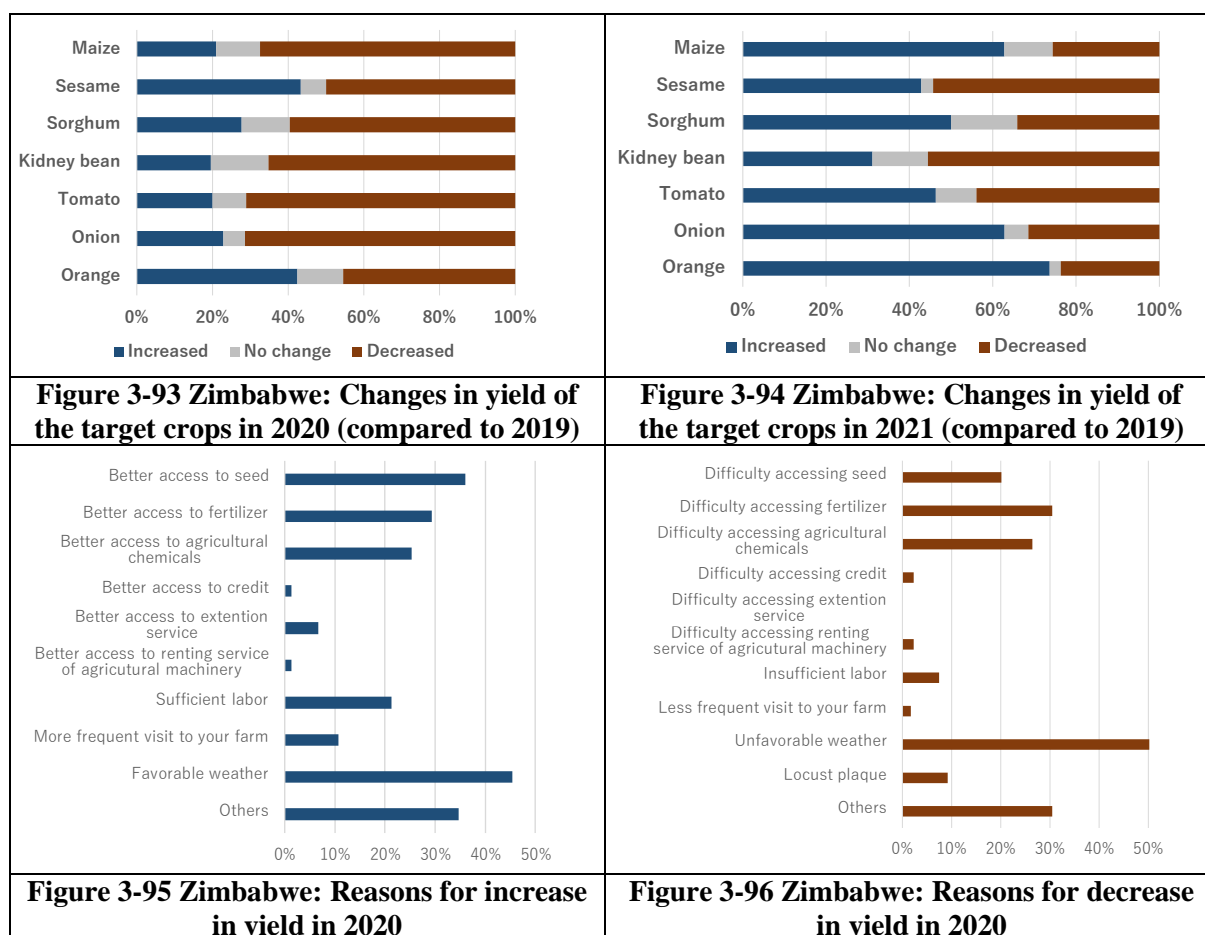 Maize
Sesame
Sorghum
Kidney bean
Tomato
Onion
Orange
0% 20% 40% 60% 80% 100%
Increased No change Decreased
Figure 3-93 Zimbabwe: Changes in yield of
the target crops in 2020 (compared to 2019)
Maize
Sesame
Sorghum
Kidney bean
Tomato
Onion
Orange
0% 20% 40% 60% 80% 100%
Increased No change Decreased
Figure 3-94 Zimbabwe: Changes in yield of
the target crops in 2021 (compared to 2019)
Better access to seed
Better access to fertilizer
Better access to agricultural
chemicals
Better access to credit
Better access to extention
service
Better access to renting service
of agricutural machinery
Sufficient labor
More frequent visit to your farm
Favorable weather
Others
0% 10% 20% 30% 40% 50%
Figure 3-95 Zimbabwe: Reasons for increase
in yield in 2020
Difficulty accessing seed
Difficulty accessing fertilizer
Difficulty accessing agricultural
chemicals
Difficulty accessing credit
Difficulty accessing extention
service
Difficulty accessing renting
service of agricutural machinery
Insufficient labor
Less frequent visit to your farm
Unfavorable weather
Locust plaque
Others
0% 10% 20% 30% 40% 50%
Figure 3-96 Zimbabwe: Reasons for decrease
in yield in 2020